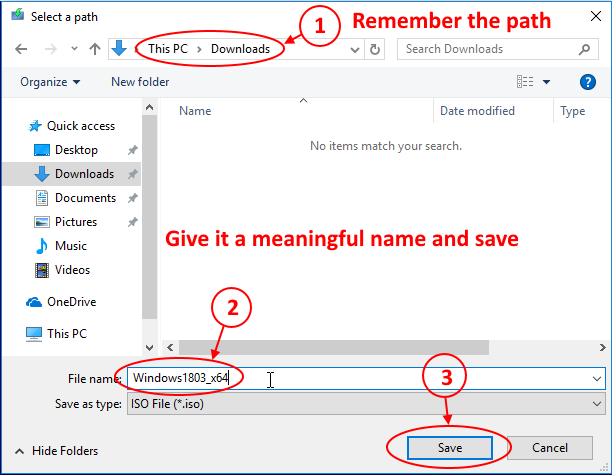 Select a path
1 Remember the path
This PC > Downloads
Search Downloads
Organize
New folder
Name
Date modified
Type
Quick access
Desktop
Downloads
Documents
Pictures
Music
Videos
OneDrive
This PC
No items match your search.
Give it a meaningful name and save
2
File name: Windows1803_x64
Save as type: ISO File (*.iso)
3
Hide Folders
Save
Cancel